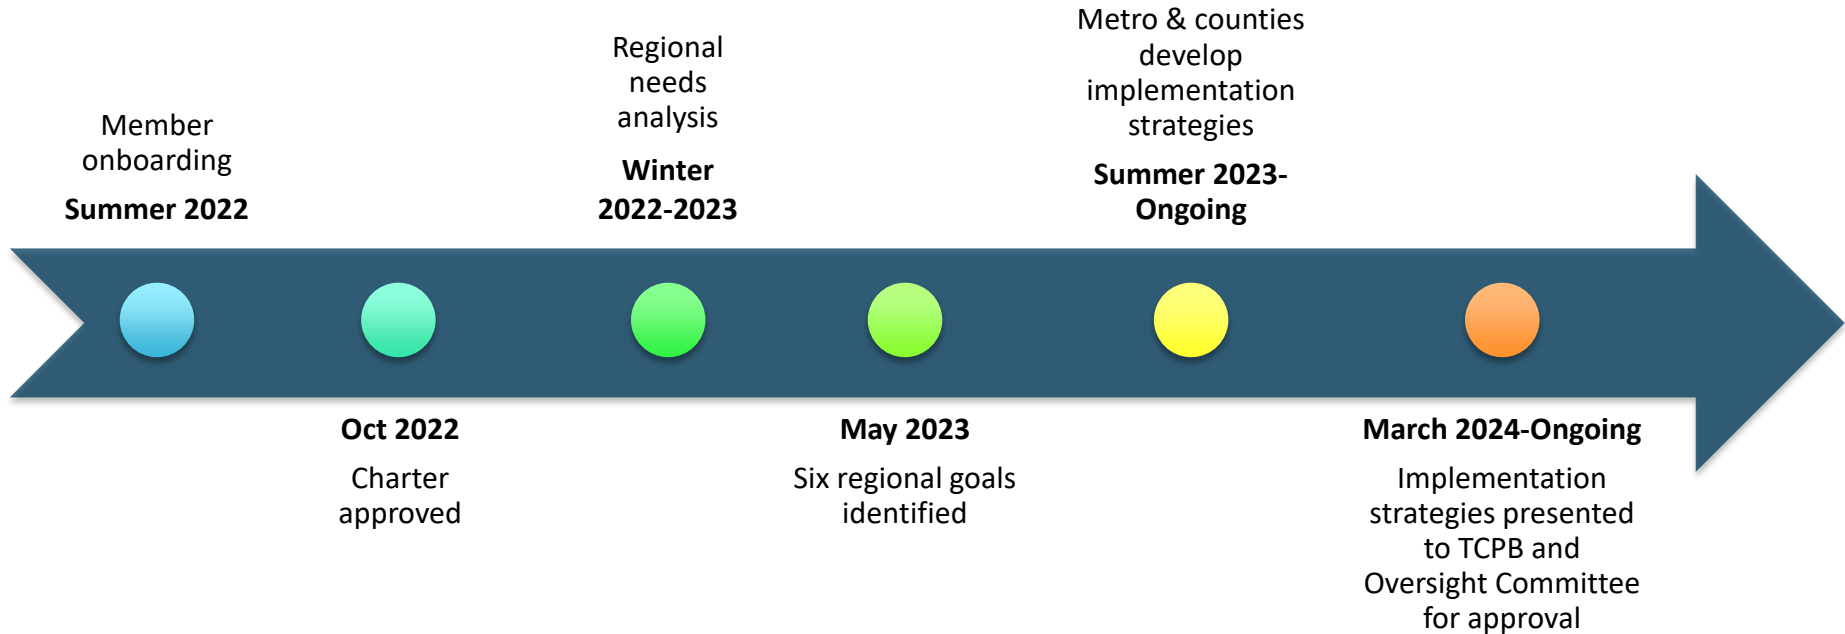 Member
onboarding
Summer 2022
Oct 2022
Charter
approved
Regional
needs
analysis
Winter
2022-2023
May 2023
Six regional goals
identified
Metro & counties
develop
implementation
strategies
Summer 2023-
Ongoing
March 2024-Ongoing
Implementation
strategies presented
to TCPB and
Oversight Committee
for approval